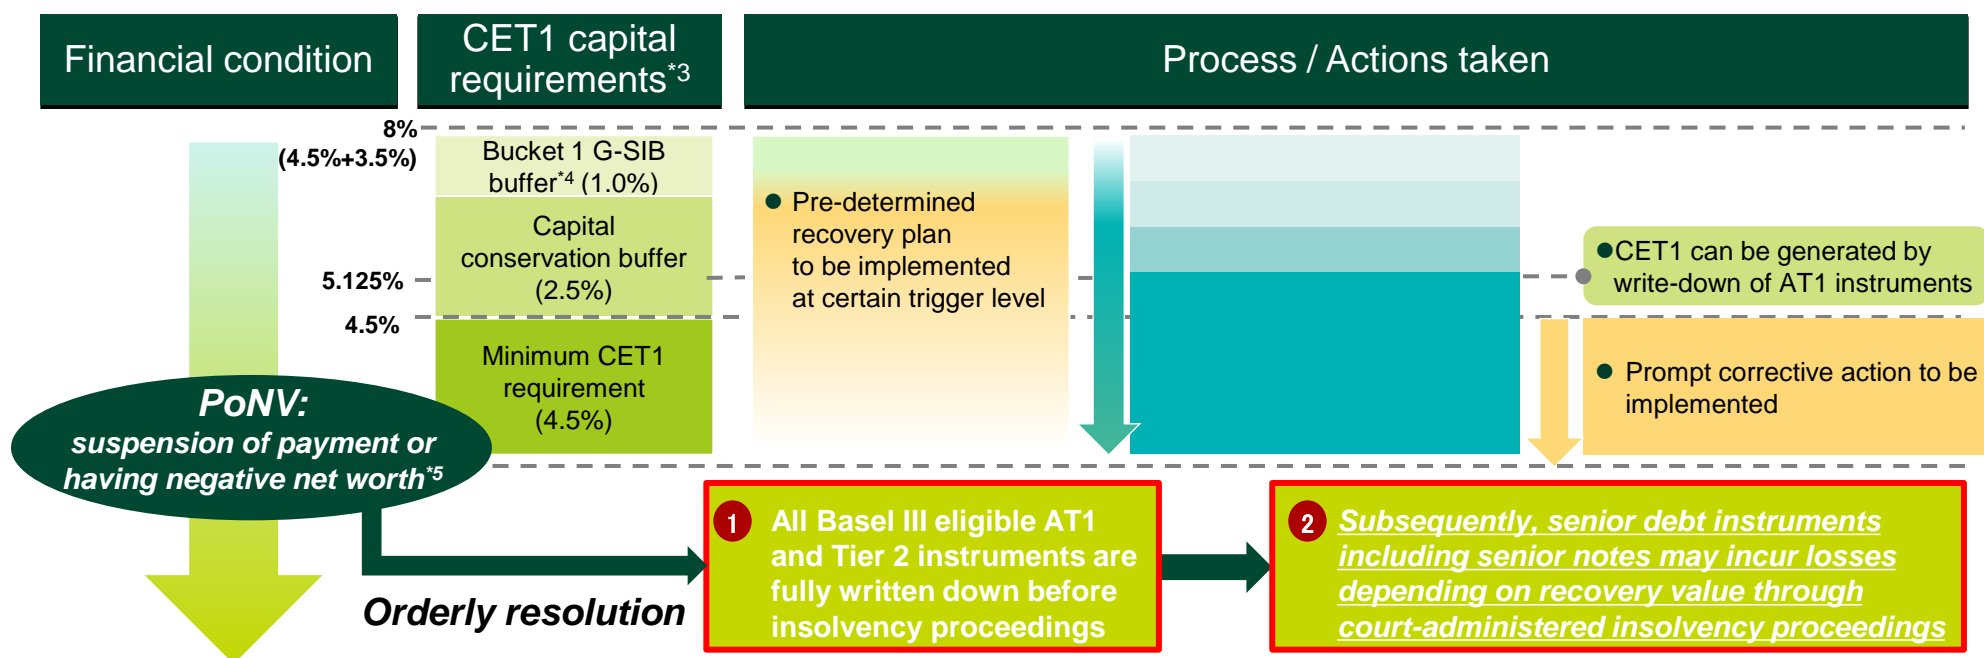 Financial condition
CET1 capital
requirements*3
Process / Actions taken
8%
(4.5%+3.5%)
Bucket 1 G-SIB
buffer*4 (1.0%)
Capital
conservation buffer
(2.5%)
5.125%
4.5%
Minimum CET1
requirement
(4.5%)
● Pre-determined
recovery plan
to be implemented
at certain trigger level
●CET1 can be generated by
write-down of AT1 instruments
● Prompt corrective action to be
implemented
PoNV:
suspension of payment or
having negative net worth*5
Orderly resolution
1 All Basel III eligible AT1
and Tier 2 instruments are
fully written down before
insolvency proceedings
2 Subsequently, senior debt instruments
including senior notes may incur losses
depending on recovery value through
court-administered insolvency proceedings